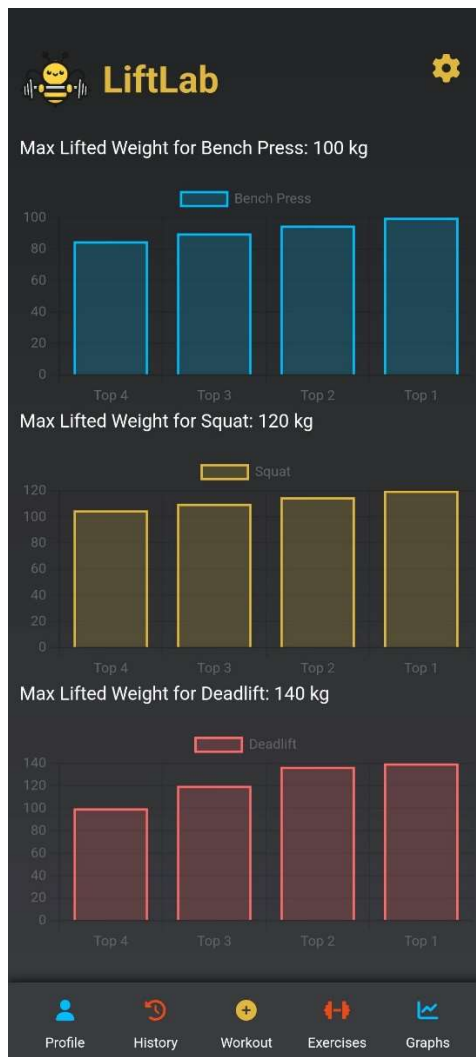 LiftLab
Max Lifted Weight for Bench Press: 100 kg
Bench Press
100
80
60
40
20
0
Top 4 Top 3 Top 2 Top 1
Max Lifted Weight for Squat: 120 kg
Squat
120
100
80
60
40
20
0
Top 4 Top 3 Top 2 Top 1
Max Lifted Weight for Deadlift: 140 kg
Deadlift
140
120
100
80
60
40
20
0
Top 4 Top 3 Top 2 Top 1
Profile History Workout Exercises Graphs